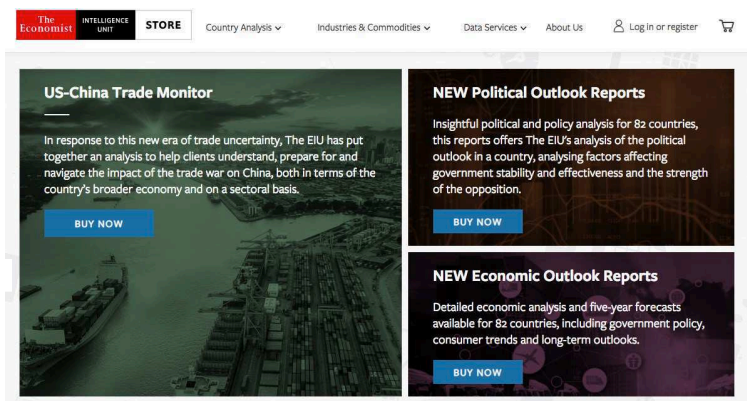 The
Economist
INTELLIGENCE
UNIT
STORE
Country Analysis
Industries & Commodities
Data Services
About Us
Log in or register
US-China Trade Monitor
In response to this new era of trade uncertainty, The EIU has put
together an analysis to help clients understand, prepare for and
navigate the impact of the trade war on China, both in terms of the
country's broader economy and on a sectoral basis.
BUY NOW
NEW Political Outlook Reports
Insightful political and policy analysis for 82 countries,
this reports offers The EIU's analysis of the political
outlook in a country, analysing factors affecting
government stability and effectiveness and the strength
of the opposition.
BUY NOW
NEW Economic Outlook Reports
Detailed economic analysis and five-year forecasts
available for 82 countries, including government policy,
consumer trends and long-term outlooks.
BUY NOW